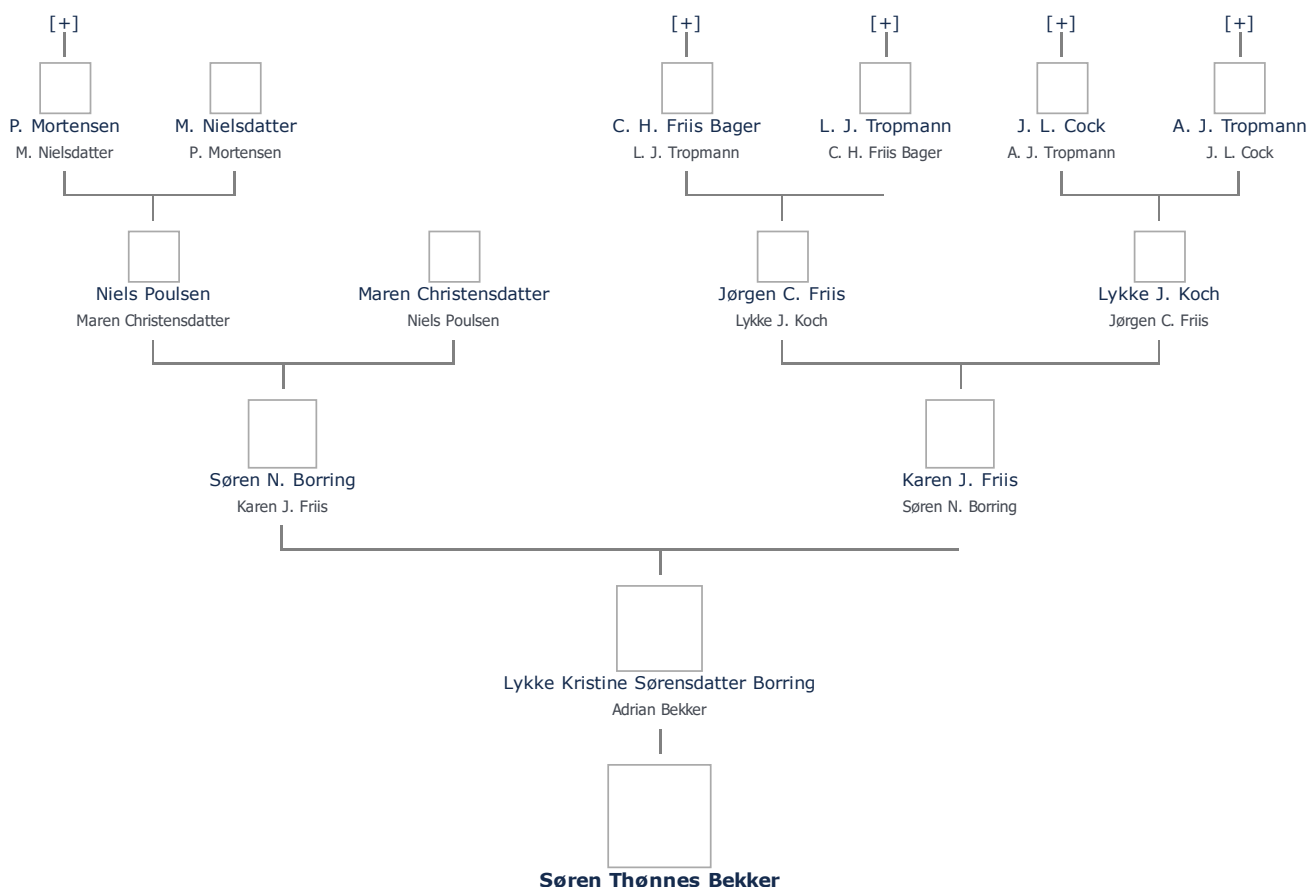 [+] [+] [+] [+] [+]
P. Mortensen M. Nielsdatter C. H. Friis Bager L. J. Tropmann J. L. Cock A. J. Tropmann
M. Nielsdatter P. Mortensen L. J. Tropmann C. H. Friis Bager A. J. Tropmann J. L. Cock
Niels Poulsen Maren Christensdatter Jørgen C. Friis Lykke J. Koch
Maren Christensdatter Niels Poulsen Lykke J. Koch Jørgen C. Friis
Søren N. Borring Karen J. Friis
Karen J. Friis Søren N. Borring
Lykke Kristine Sørensdatter Borring
Adrian Bekker
Søren Thønnes Bekker